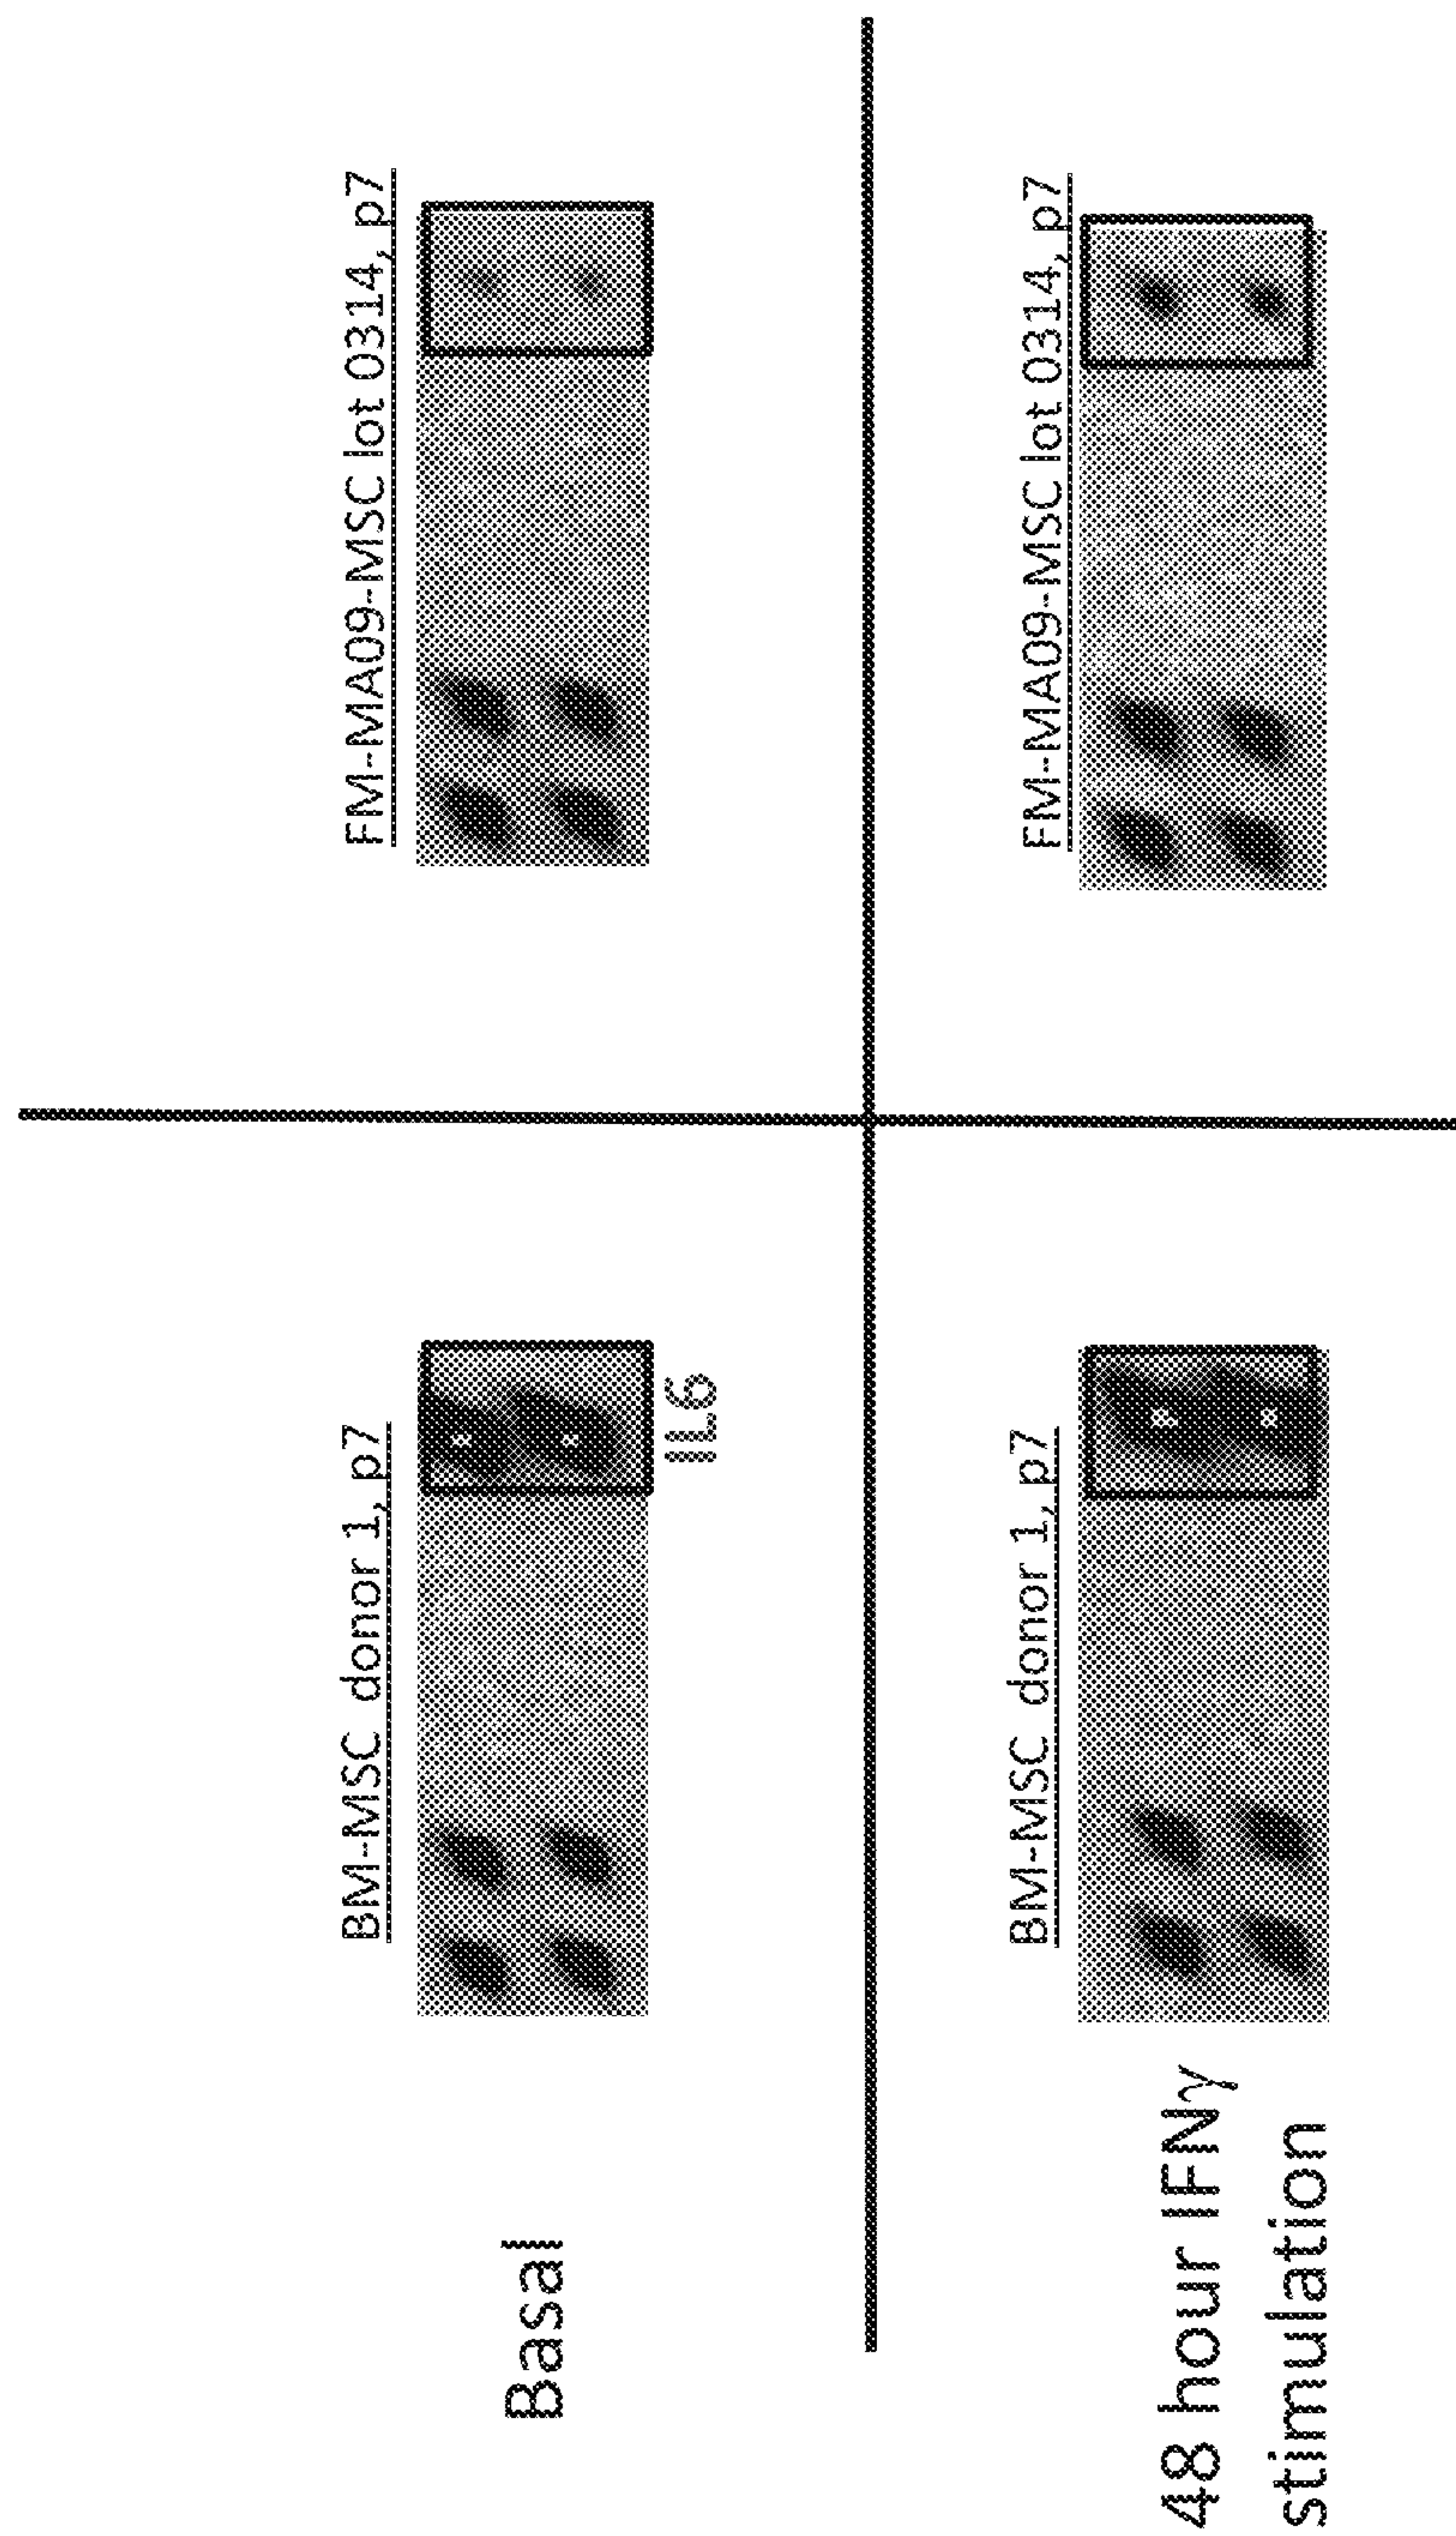 BM-MSC donor 1, p7
FM-MA09-MSC lot 0314, p7
Basal
IL6
BM-MSC donor 1, p7
FM-MA09-MSC lot 0314, p7
48 hour IFNγ
stimulation